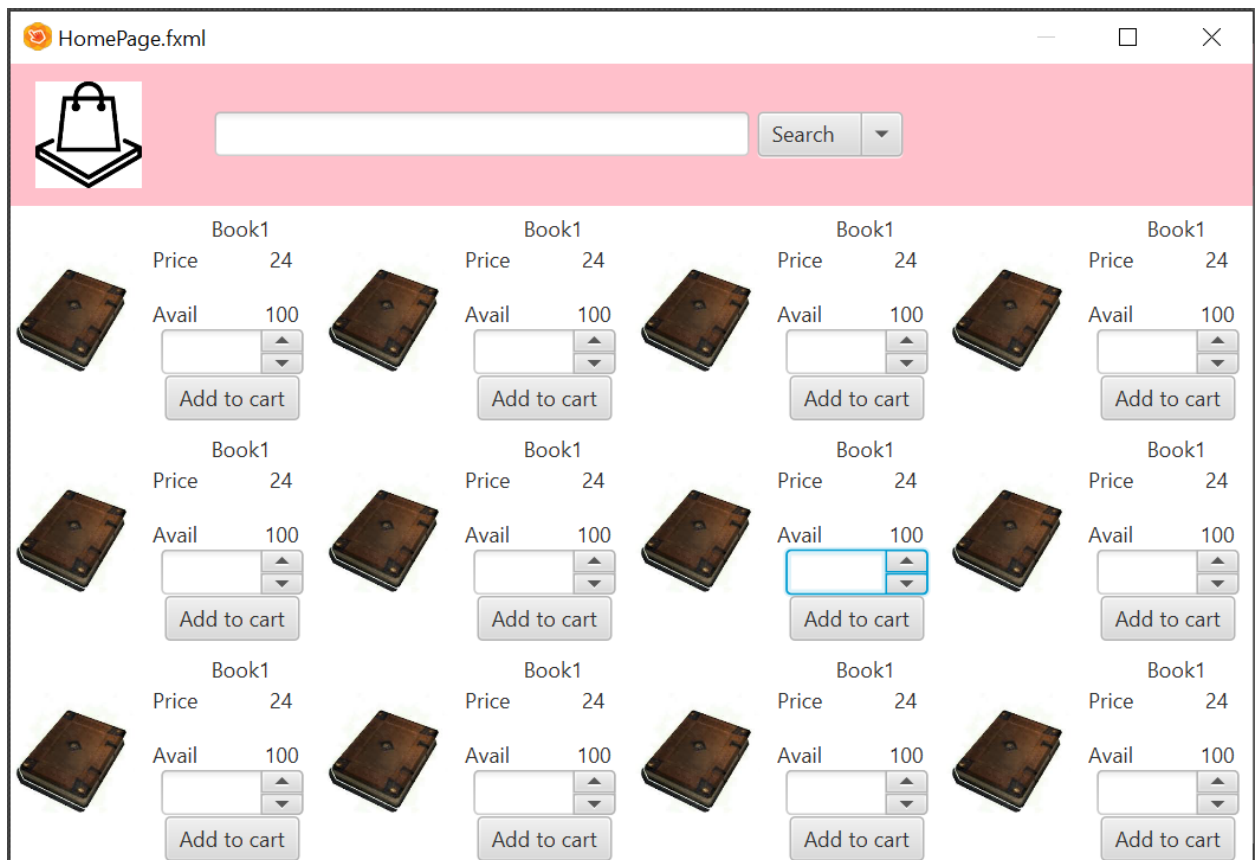 HomePage.fxml
Search
Book1 Book1 Book1 Book1
Price 24 Price 24 Price 24 Price 24
Avail 100 Avail 100 Avail 100 Avail 100
Add to cart Add to cart Add to cart Add to cart
Book1 Book1 Book1 Book1
Price 24 Price 24 Price 24 Price 24
Avail 100 Avail 100 Avail 100 Avail 100
Add to cart Add to cart Add to cart Add to cart
Book1 Book1 Book1 Book1
Price 24 Price 24 Price 24 Price 24
Avail 100 Avail 100 Avail 100 Avail 100
Add to cart Add to cart Add to cart Add to cart